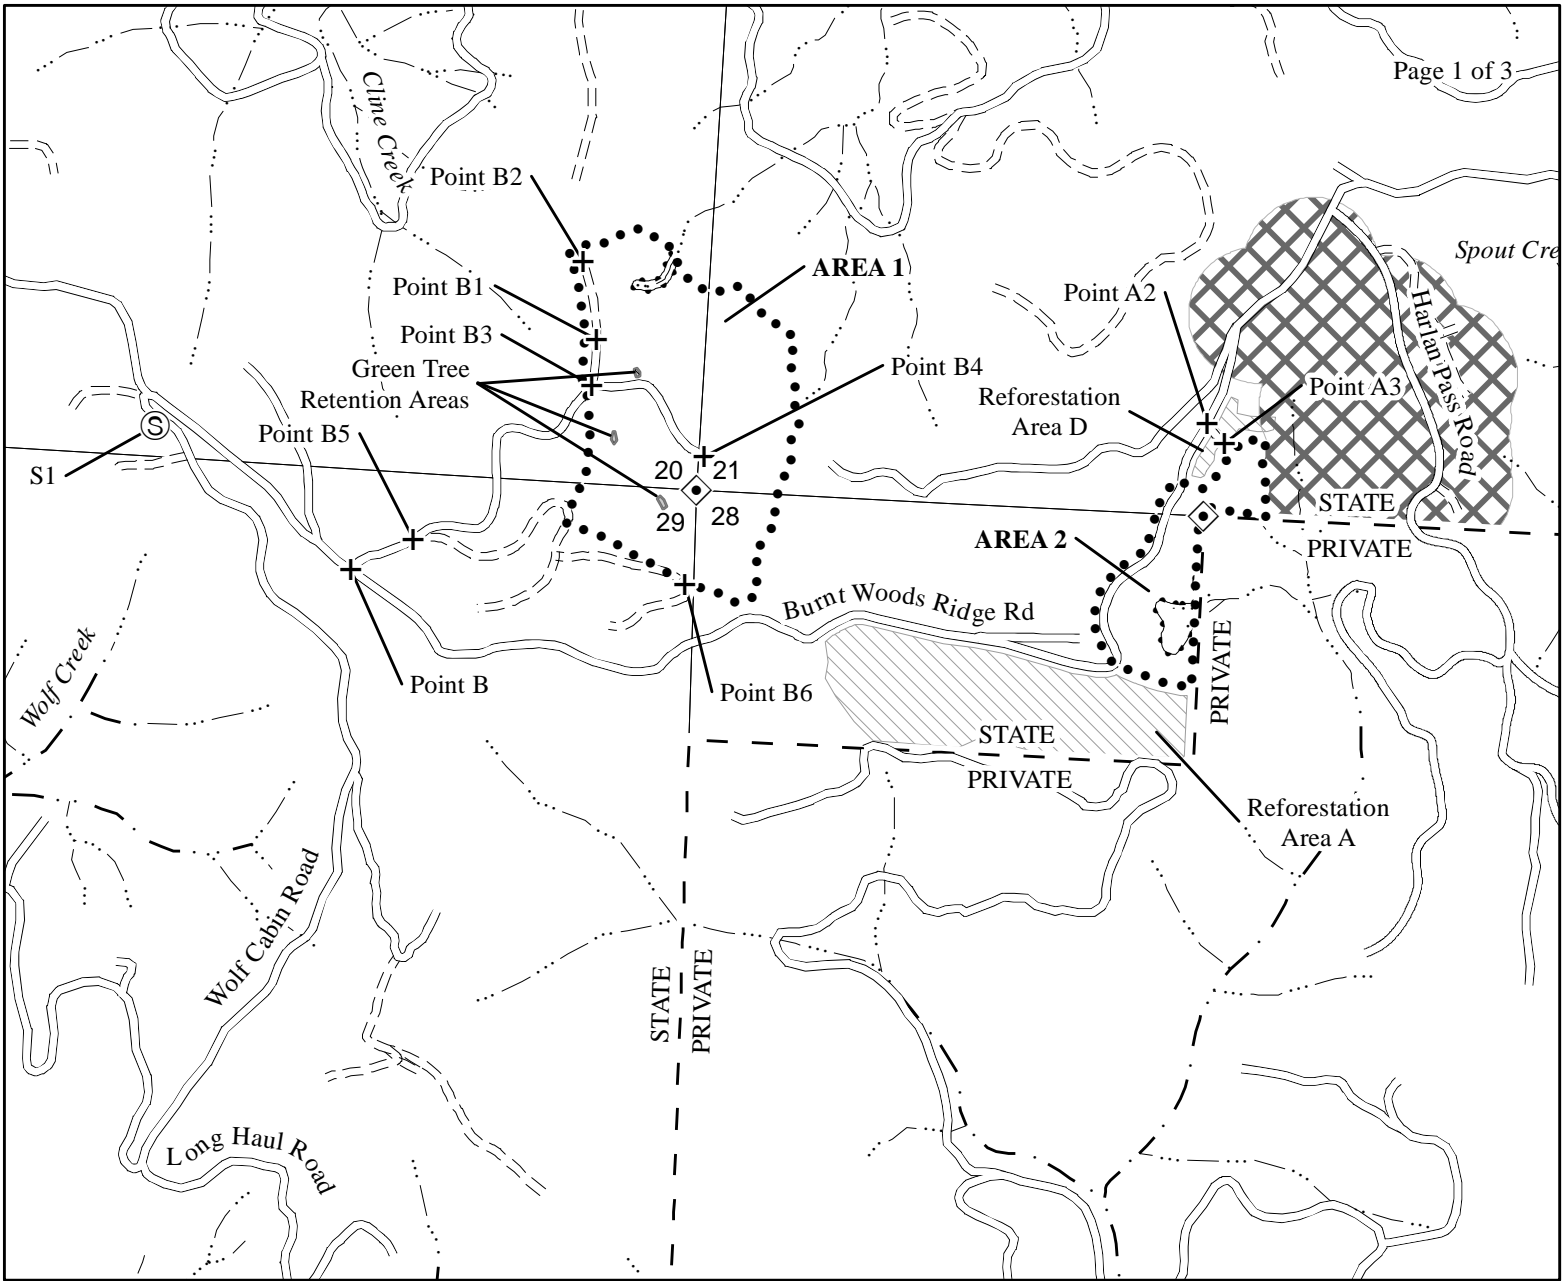 Page 1 of 3
Cline Creek
Point B2
Spout Cre
AREA 1
Point B1
Point A2
Harlan Pass Road
Point B3
Green Tree
Retention Areas
Point B4
Point A3
Reforestation
Area D
S
Point B5
S1
20
21
29
28
STATE
PRIVATE
AREA 2
Burnt Woods Ridge Rd
Wolf Creek
Point B
Point B6
PRIVATE
STATE
PRIVATE
Reforestation
Area A
Wolf Cabin Road
STATE
PRIVATE
Long Haul Road